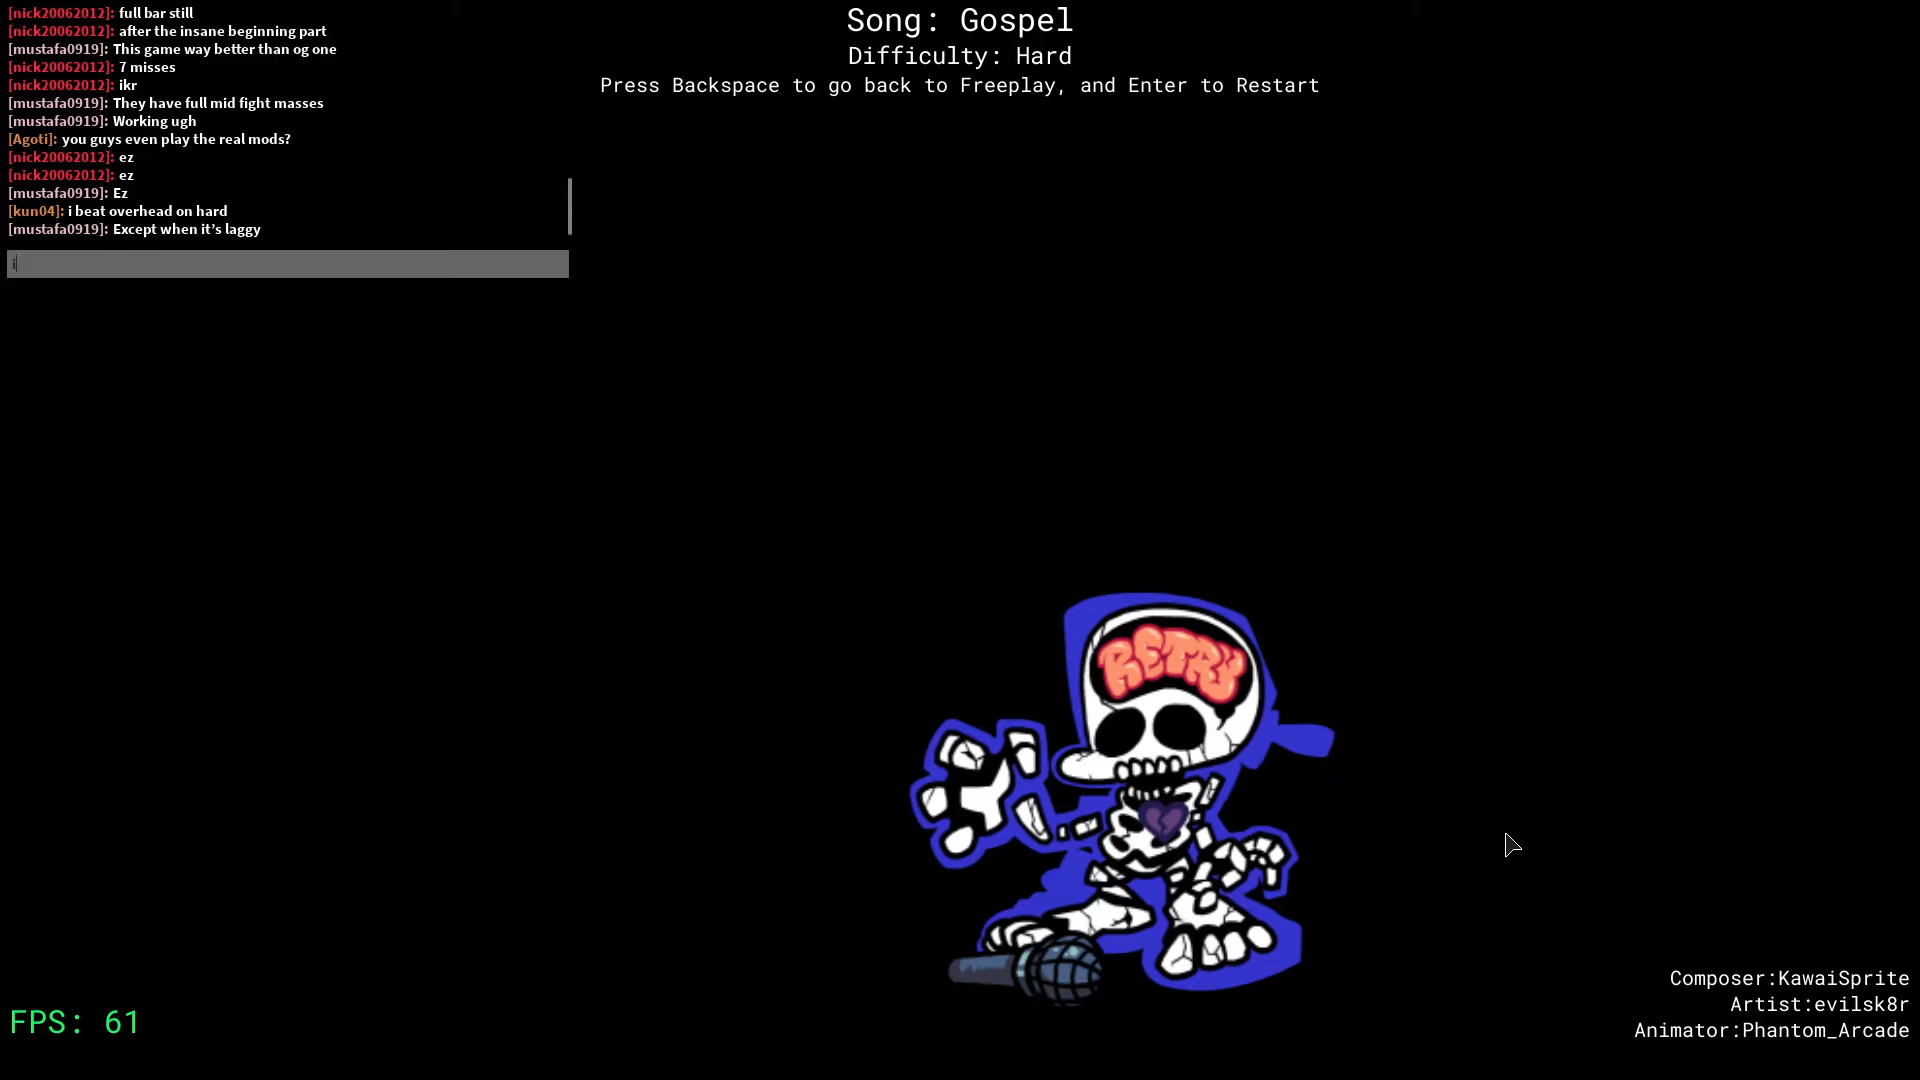 [nick20062012]: full bar still
[nick20062012]: after the insane beginning part
[mustafa0919]: This game way better than og one
[nick20062012]: 7 misses
[nick20062012]: ikr
[mustafa0919]: They have full mid fight masses
[mustafa0919]: Working ugh
[Agoti]: you guys even play the real mods?
[nick20062012]: ez
[nick20062012]: ez
[mustafa0919]: Ez
[kun04]: i beat overhead on hard
[mustafa0919]: Except when it’s laggy
i
Song: Gospel
Difficulty: Hard
Press Backspace to go back to Freeplay, and Enter to Restart
RETRY
FPS: 61
Composer:KawaiSprite
Artist:evilsk8r
Animator:Phantom_Arcade